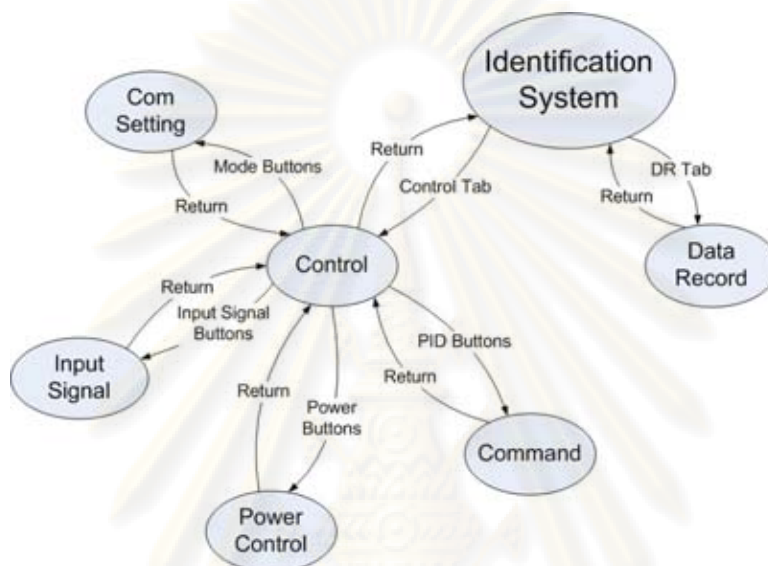 Identification
System
Com
Setting
Mode Buttons
Return
Return
Control Tab
DR Tab
Return
Data
Record
Control
Return
Input Signal
Buttons
Input
Signal
PID Buttons
Return
Return
Power
Buttons
Command
Power
Control